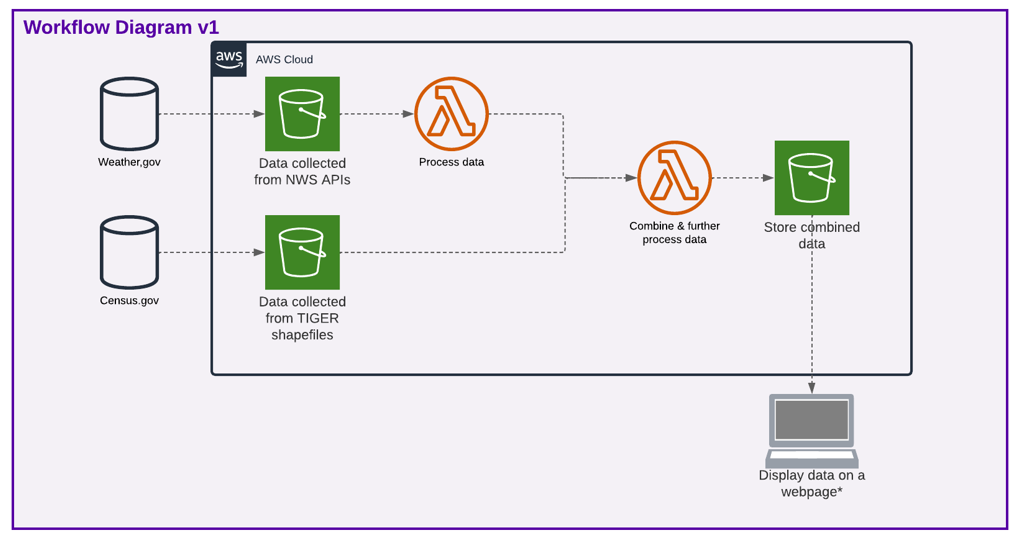 Workflow Diagram v1
aws
AWS Cloud
Weather.gov
Data collected
from NWS APIs
Process data
Combine & further
process data
Store combined
data
Census.gov
Data collected
from TIGER
shapefiles
Display data on a
webpage*